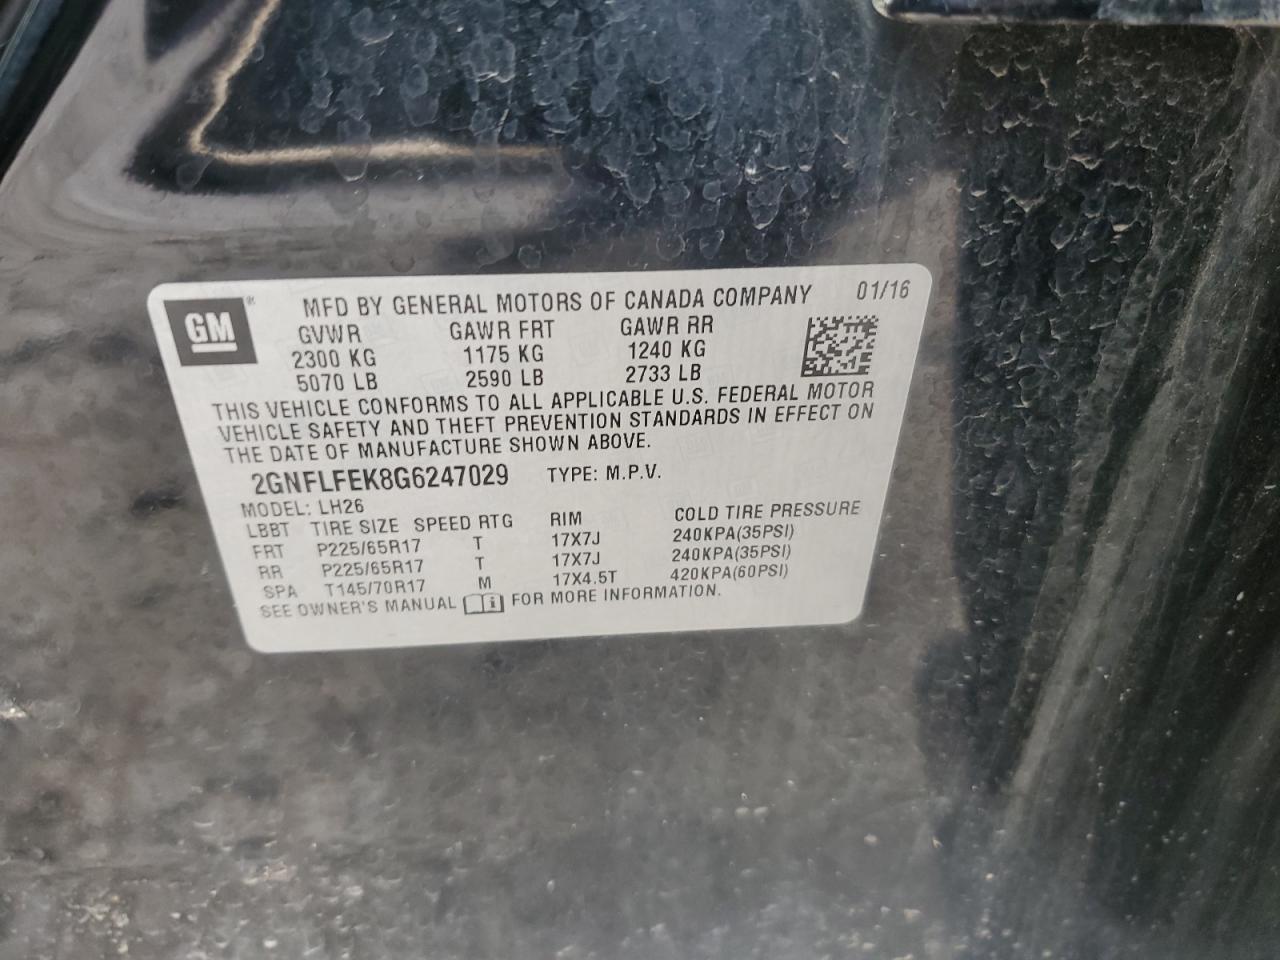 GM ®
MFD BY GENERAL MOTORS OF CANADA COMPANY 01/16
GVWR GAWR FRT GAWR RR
2300 KG 1175 KG 1240 KG
5070 LB 2590 LB 2733 LB
THIS VEHICLE CONFORMS TO ALL APPLICABLE U.S. FEDERAL MOTOR
VEHICLE SAFETY AND THEFT PREVENTION STANDARDS IN EFFECT ON
THE DATE OF MANUFACTURE SHOWN ABOVE.
2GNFLFEK8G6247029 TYPE: M.P.V.
MODEL: LH26
LBBT TIRE SIZE SPEED RTG RIM COLD TIRE PRESSURE
FRT P225/65R17 T 17X7J 240KPA(35PSI)
RR P225/65R17 T 17X7J 240KPA(35PSI)
SPA T145/70R17 M 17X4.5T 420KPA(60PSI)
SEE OWNER'S MANUAL i FOR MORE INFORMATION.